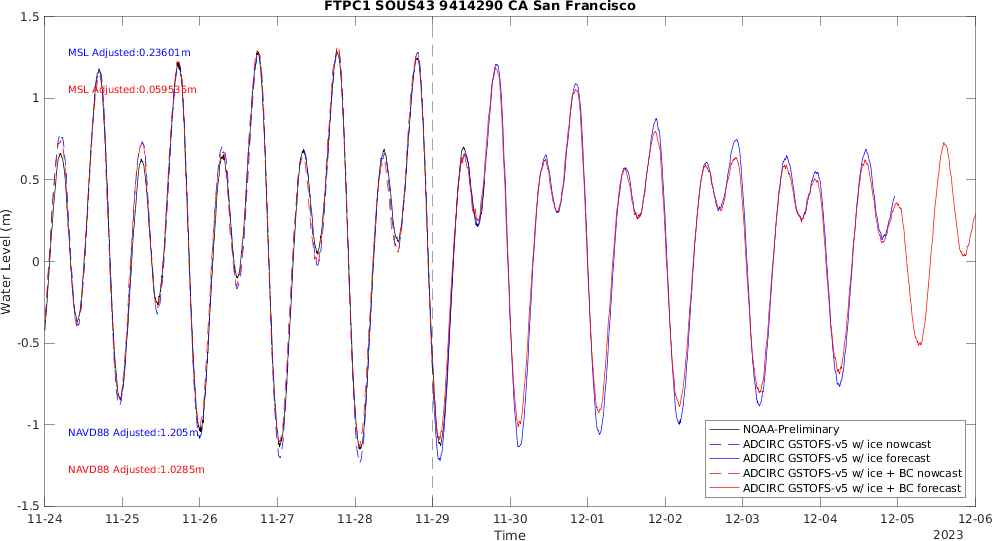 FTPC1 SOUS43 9414290 CA San Francisco
1.5
1
0.5
0
-0.5
-1
-1.5
Water Level (m)
MSL Adjusted:0.23601m
MSL Adjusted:0.059535m
NAVD88 Adjusted:1.205m
NAVD88 Adjusted:1.0285m
NOAA-Preliminary
ADCIRC GSTOFS-v5 w/ ice nowcast
ADCIRC GSTOFS-v5 w/ ice forecast
ADCIRC GSTOFS-v5 w/ ice + BC nowcast
ADCIRC GSTOFS-v5 w/ ice + BC forecast
11-24 11-25 11-26 11-27 11-28 11-29 11-30 12-01 12-02 12-03 12-04 12-05 12-06
Time
2023